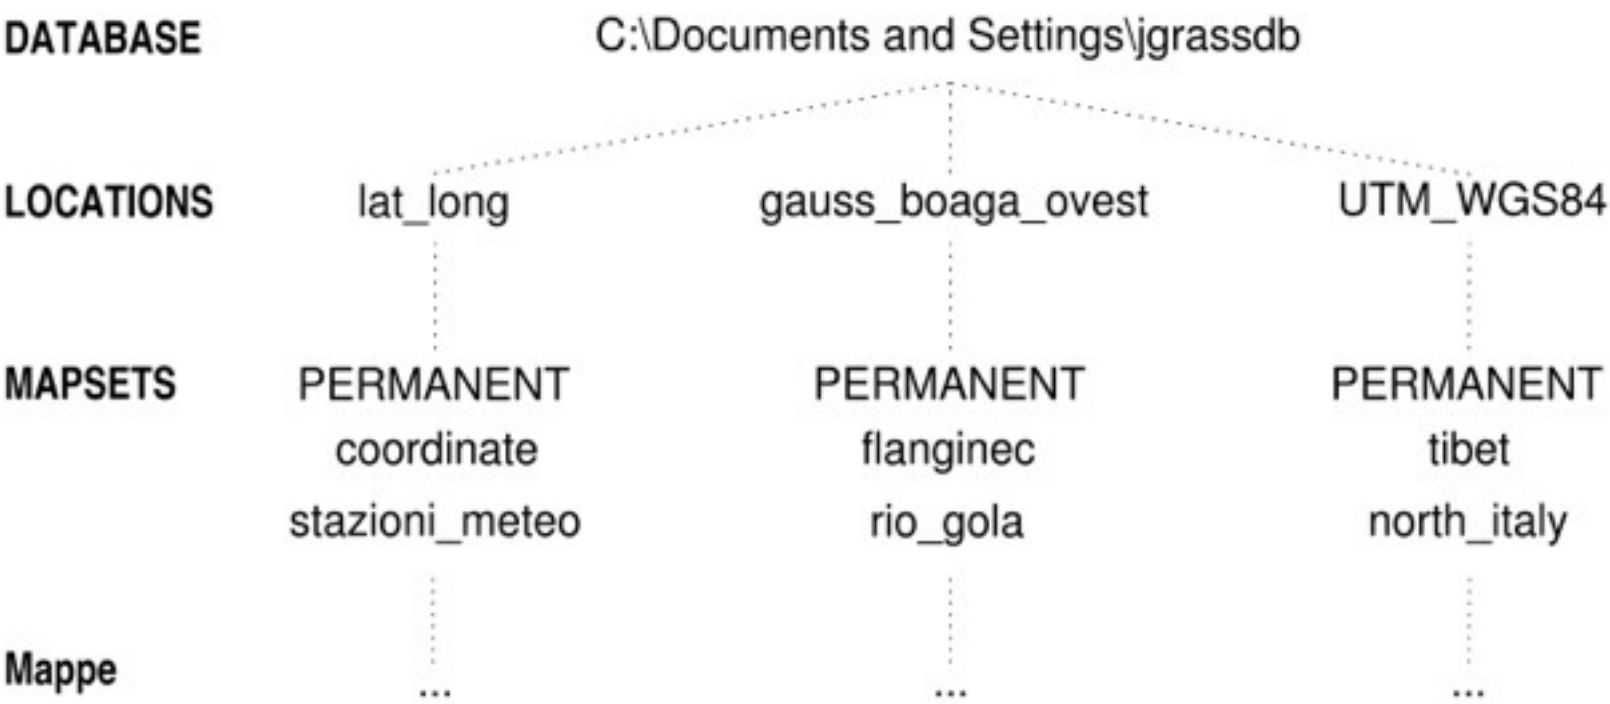 DATABASE C:\Documents and Settings\jgrassdb
LOCATIONS lat_long gauss_boaga_ovest UTM_WGS84
MAPSETS PERMANENT PERMANENT PERMANENT
coordinate flanginec tibet
stazioni_meteo rio_gola north_italy
Mappe ... ... ...